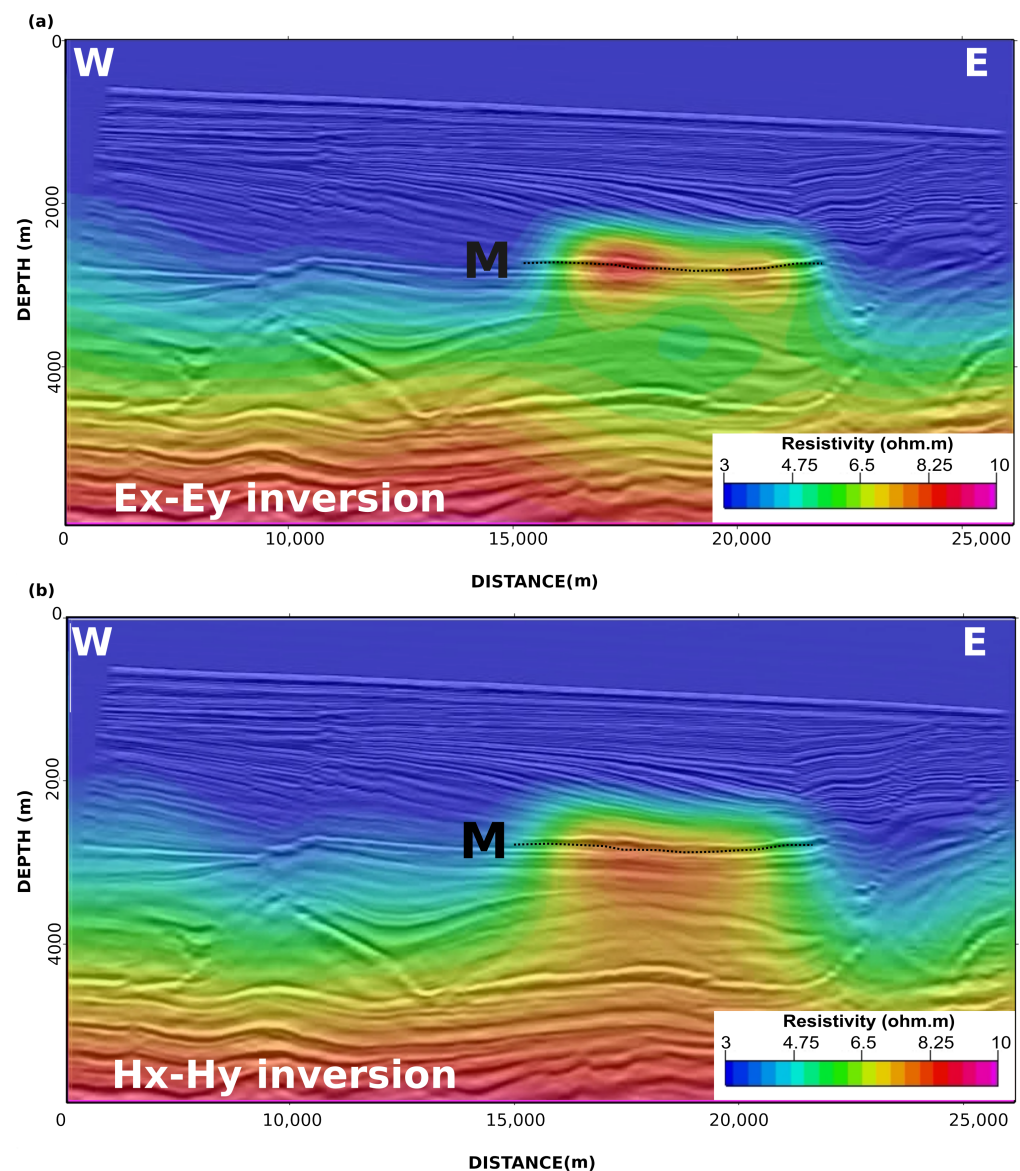 (a)
0
W
E
2000
M
DEPTH (m)
4000
Resistivity (ohm.m)
3 4.75 6.5 8.25 10
Ex-Ey inversion
0 10,000 15,000 20,000 25,000
DISTANCE(m)
(b)
0
W
E
2000
M
DEPTH (m)
4000
Resistivity (ohm.m)
3 4.75 6.5 8.25 10
Hx-Hy inversion
0 10,000 15,000 20,000 25,000
DISTANCE(m)